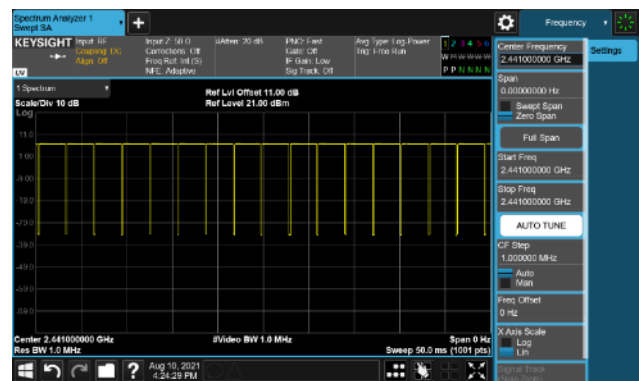 Spectrum Analyzer 1
Swept SA
Frequency
KEYSIGHT
Input: RF
Coupling: DC
Align: Off
Input Z: 50 Ω
Corrections: Off
Freq Ref: Int (S)
NFE: Adaptive
#Atten: 20 dB
PNO: Fast
Gate: Off
IF Gain: Low
Sig Track: Off
Avg Type: Log-Power
Trig: Free Run
1 2 3 4 5 6
W W W W W W
P P N N N N
LV
Center Frequency
2.441000000 GHz
Settings
Span
0.00000000 Hz
Swept Span
Zero Span
Full Span
Start Freq
2.441000000 GHz
Stop Freq
2.441000000 GHz
AUTO TUNE
CF Step
1.000000 MHz
Auto
Man
Freq Offset
0 Hz
X Axis Scale
Log
Lin
Signal Track
(Span Zoom)
1 Spectrum
Scale/Div 10 dB
Ref Lvl Offset 11.00 dB
Ref Level 21.00 dBm
Log
11.0
1.00
-9.00
-19.0
-29.0
-39.0
-49.0
-59.0
-69.0
Center 2.441000000 GHz
#Video BW 1.0 MHz
Span 0 Hz
Res BW 1.0 MHz
Sweep 50.0 ms (1001 pts)
Aug 10, 2021
4:24:29 PM